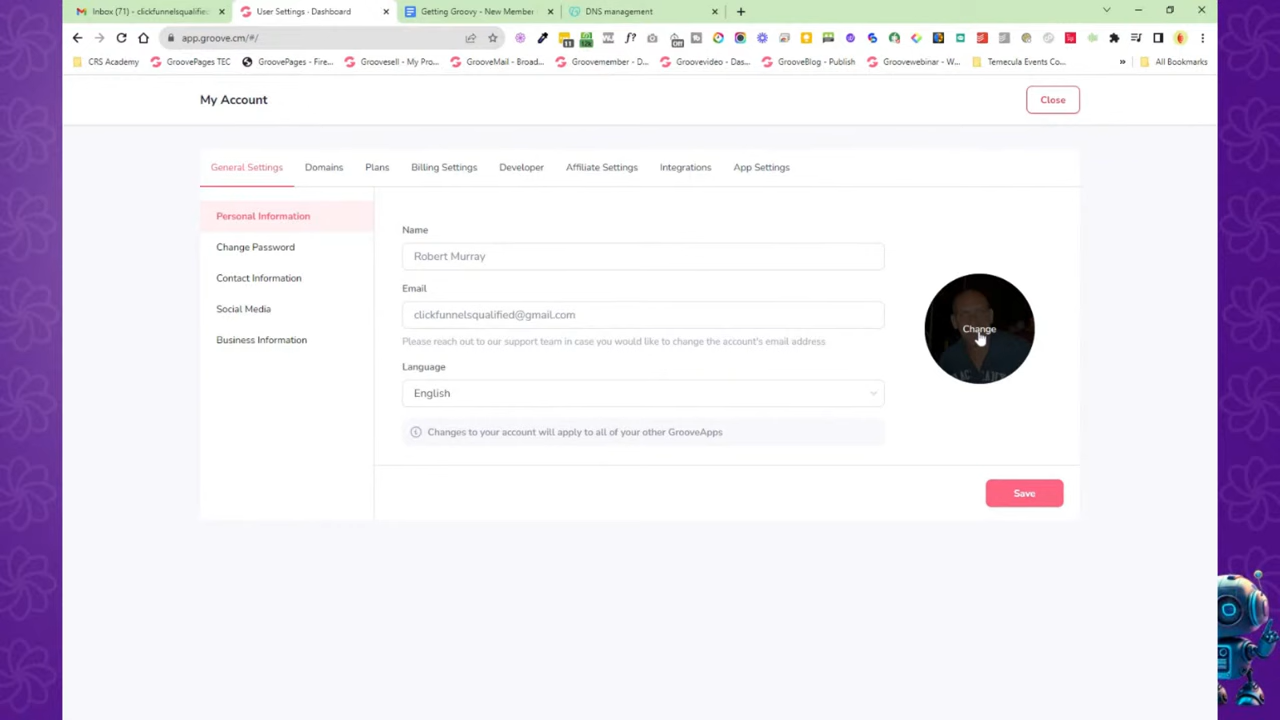 Inbox (71) - clickfunnelsqualifie
User Settings - Dashboard
Getting Groovy - New Member
DNS management
app.groove.cm/#/
CRS Academy
GroovePages TEC
GroovePages - Fire...
Groovesell - My Pro...
GrooveMail - Broad...
Groovemember - D...
Groovevideo - Das...
GrooveBlog - Publish
Groovewebinar - W...
Temecula Events Co...
»
All Bookmarks
My Account
Close
General Settings
Domains
Plans
Billing Settings
Developer
Affiliate Settings
Integrations
App Settings
Personal Information
Change Password
Contact Information
Social Media
Business Information
Name
Robert Murray
Email
clickfunnelsqualified@gmail.com
Please reach out to our support team in case you would like to change the account's email address
Language
English
Changes to your account will apply to all of your other GrooveApps
Change
Save